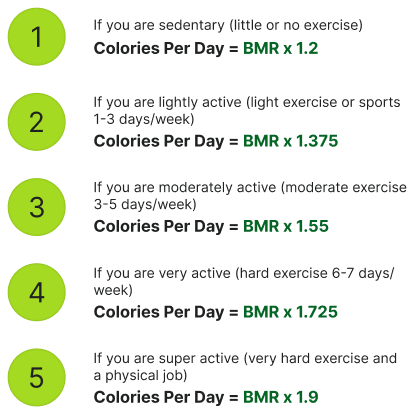 1
If you are sedentary (little or no exercise)
Colories Per Day = BMR x 1.2
2
If you are lightly active (light exercise or sports
1-3 days/week)
Colories Per Day = BMR x 1.375
3
If you are moderately active (moderate exercise
3-5 days/week)
Colories Per Day = BMR x 1.55
4
If you are very active (hard exercise 6-7 days/
week)
Colories Per Day = BMR x 1.725
5
If you are super active (very hard exercise and
a physical job)
Colories Per Day = BMR x 1.9